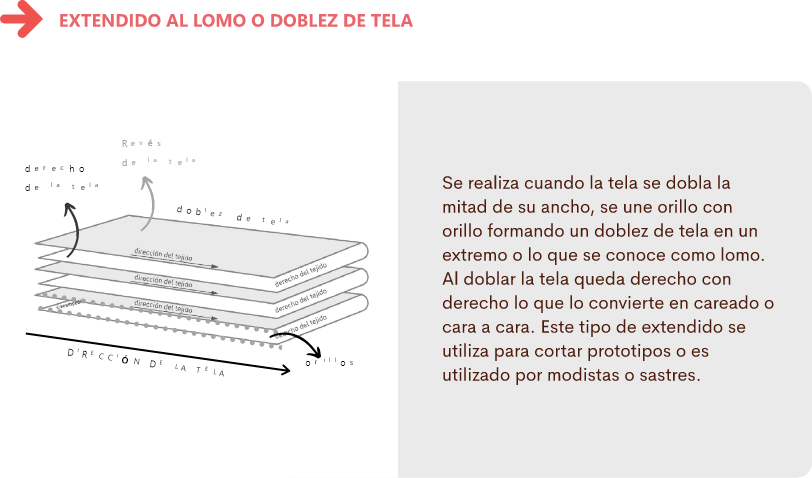 EXTENDIDO AL LOMO O DOBLEZ DE TELA
Revés
de la tela
derecho
de la tela
doblez de tela
dirección del tejido
derecho del tejido
dirección del tejido
derecho del tejido
dirección del tejido
derecho del tejido
orillos
DIRECCIÓN DE LA TELA
Se realiza cuando la tela se dobla la
mitad de su ancho, se une orillo con
orillo formando un doblez de tela en un
extremo o lo que se conoce como lomo.
Al doblar la tela queda derecho con
derecho lo que lo convierte en careado o
cara a cara. Este tipo de extendido se
utiliza para cortar prototipos o es
utilizado por modistas o sastres.